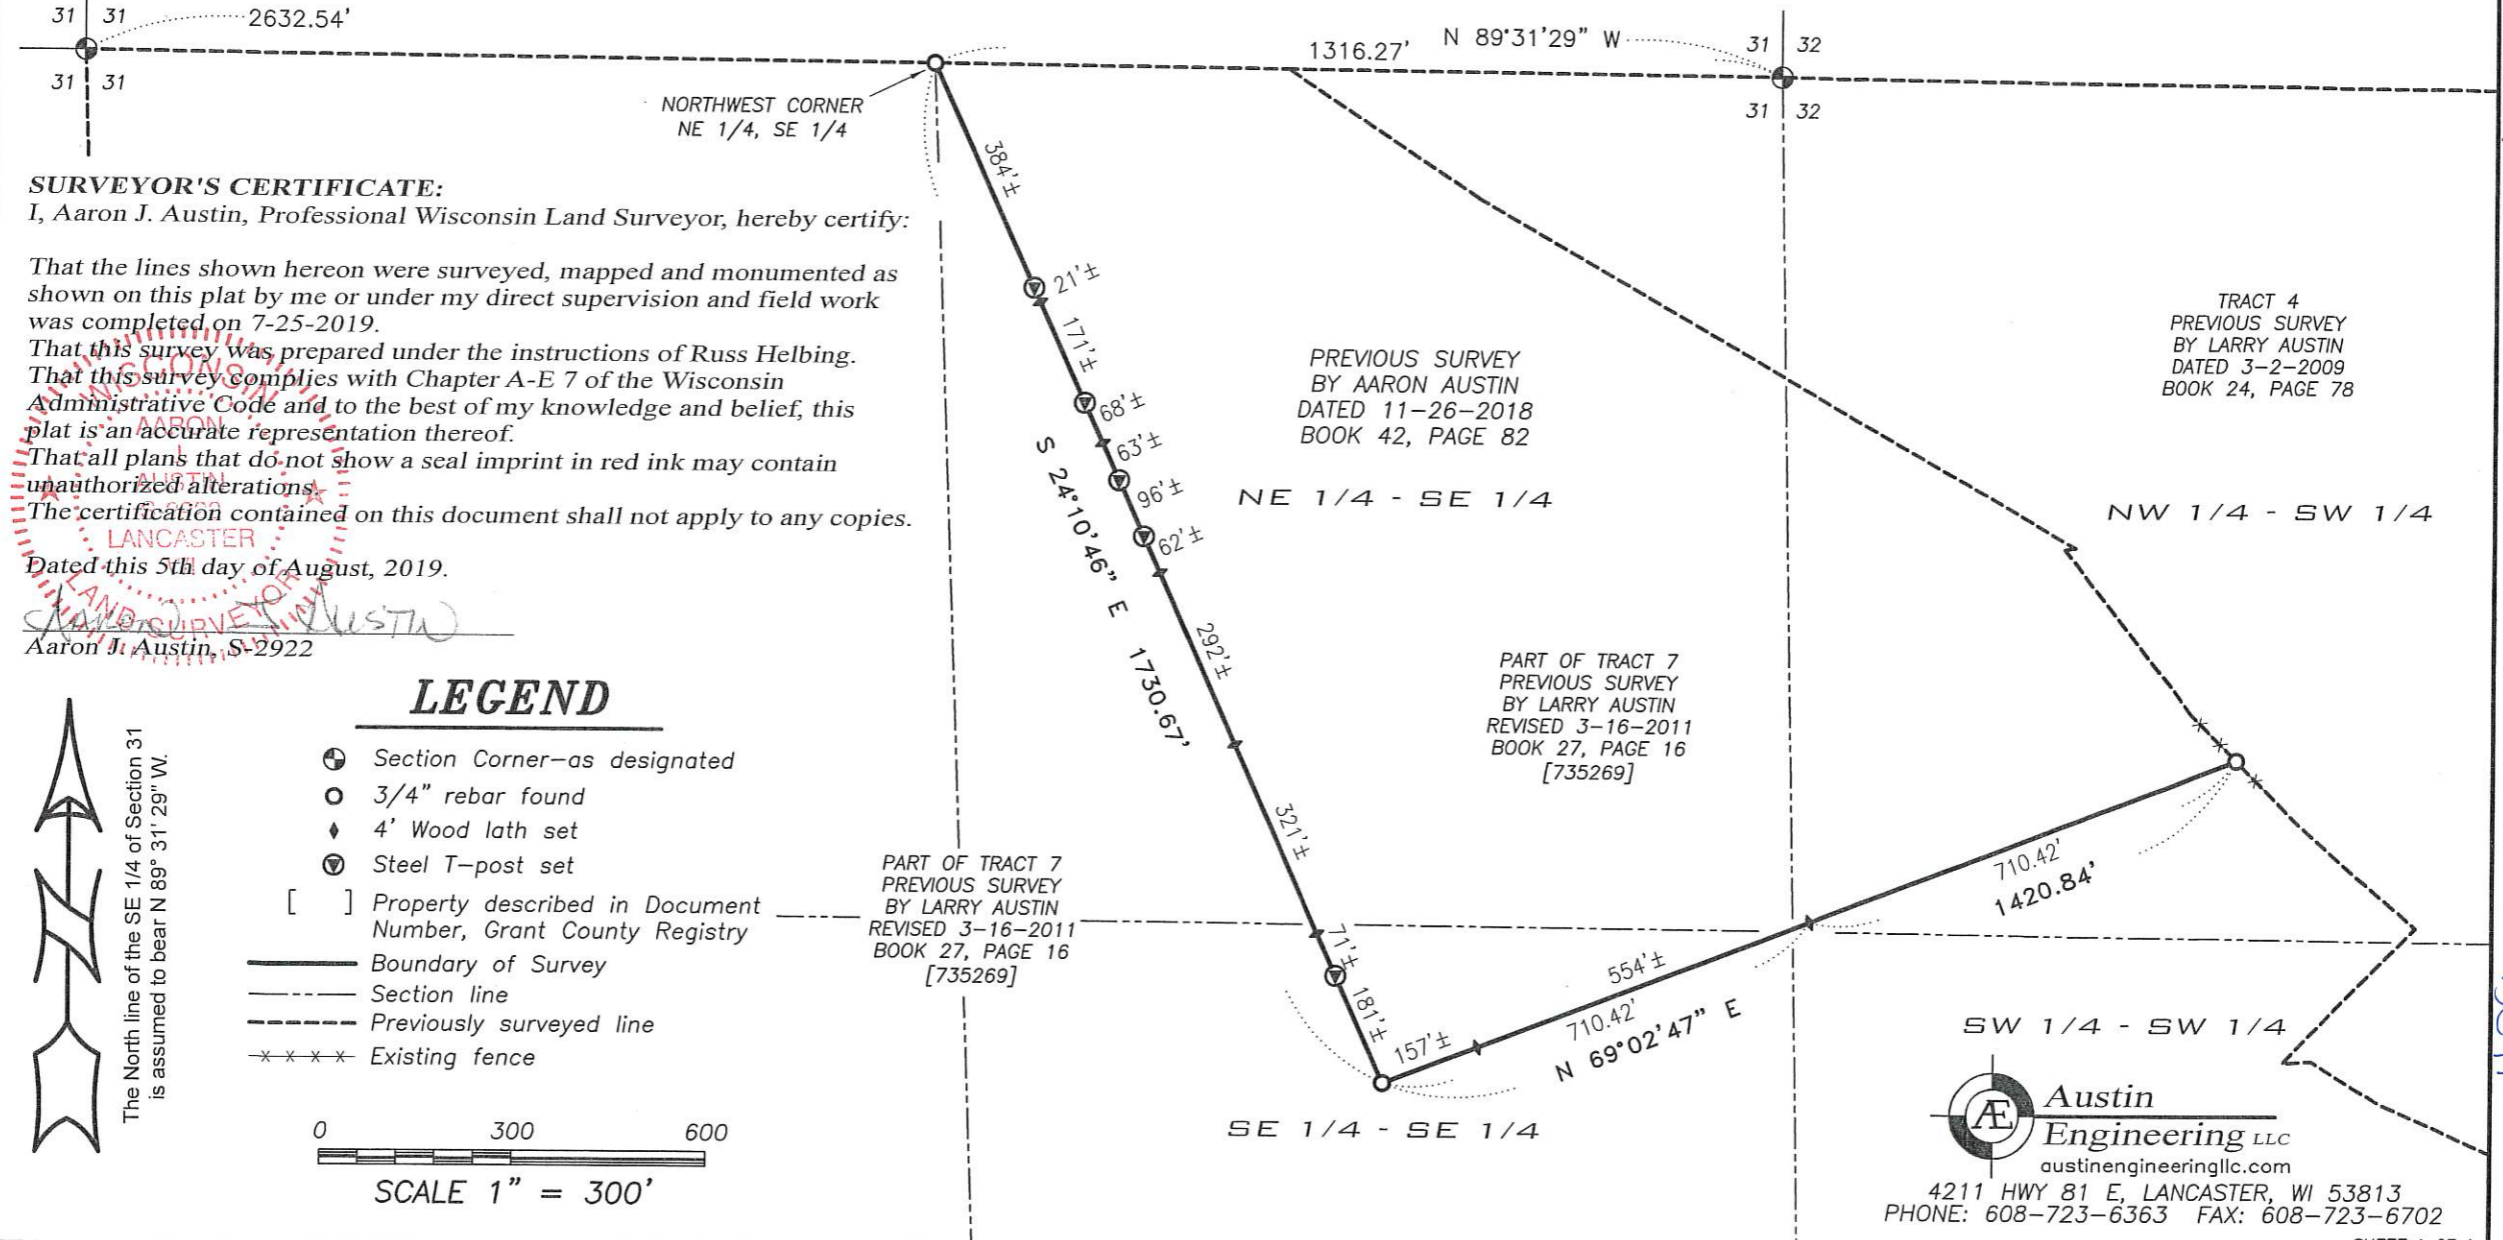 31 31
2632.54'
1316.27'
N 89°31'29" W
31 32
31 31
31 32
NORTHWEST CORNER
NE 1/4, SE 1/4
SURVEYOR'S CERTIFICATE:
I, Aaron J. Austin, Professional Wisconsin Land Surveyor, hereby certify:
That the lines shown hereon were surveyed, mapped and monumented as
shown on this plat by me or under my direct supervision and field work
was completed on 7-25-2019.
That this survey was prepared under the instructions of Russ Helbing.
That this survey complies with Chapter A-E 7 of the Wisconsin
Administrative Code and to the best of my knowledge and belief, this
plat is an accurate representation thereof.
That all plans that do not show a seal imprint in red ink may contain
unauthorized alterations.
The certification contained on this document shall not apply to any copies.
Dated this 5th day of August, 2019.
Aaron J. Austin
Aaron J. Austin, S-2922
WISCONSIN
AARON
J.
AUSTIN
S-2922
LANCASTER
WI
LAND SURVEYOR
384'±
21'±
171'±
68'±
63'±
96'±
62'±
292'±
321'±
71'±
181'±
S 24°10'46" E 1730.67'
PREVIOUS SURVEY
BY AARON AUSTIN
DATED 11-26-2018
BOOK 42, PAGE 82
NE 1/4 - SE 1/4
TRACT 4
PREVIOUS SURVEY
BY LARRY AUSTIN
DATED 3-2-2009
BOOK 24, PAGE 78
NW 1/4 - SW 1/4
PART OF TRACT 7
PREVIOUS SURVEY
BY LARRY AUSTIN
REVISED 3-16-2011
BOOK 27, PAGE 16
[735269]
PART OF TRACT 7
PREVIOUS SURVEY
BY LARRY AUSTIN
REVISED 3-16-2011
BOOK 27, PAGE 16
[735269]
710.42'
1420.84'
554'±
157'±
710.42'
N 69°02'47" E
SE 1/4 - SE 1/4
SW 1/4 - SW 1/4
The North line of the SE 1/4 of Section 31
is assumed to bear N 89° 31' 29" W.
LEGEND
Section Corner-as designated
3/4" rebar found
4' Wood lath set
Steel T-post set
[ ] Property described in Document
Number, Grant County Registry
Boundary of Survey
Section line
Previously surveyed line
Existing fence
0 300 600
SCALE 1" = 300'
Æ
Austin
Engineering LLC
austinengineeringllc.com
4211 HWY 81 E, LANCASTER, WI 53813
PHONE: 608-723-6363 FAX: 608-723-6702